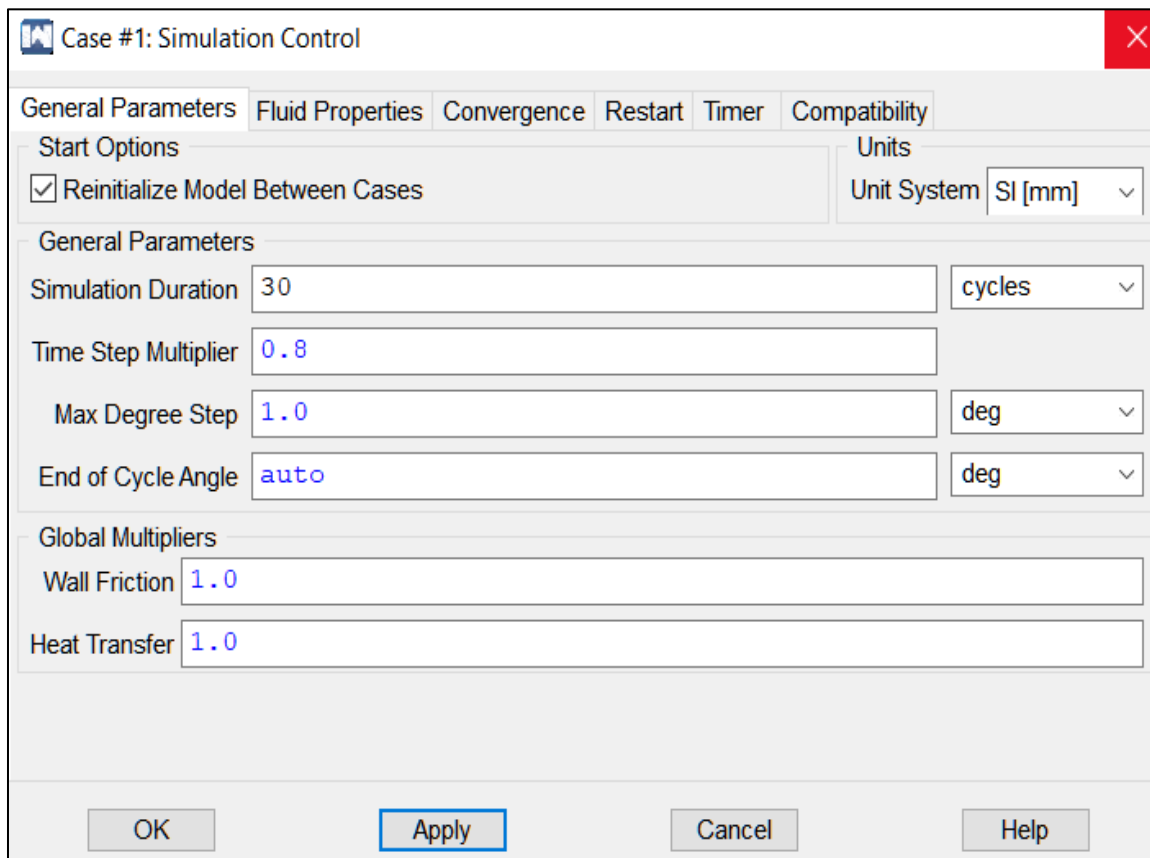 Case #1: Simulation Control
General Parameters Fluid Properties Convergence Restart Timer Compatibility
Start Options Units
Reinitialize Model Between Cases Unit System SI [mm]
General Parameters
Simulation Duration 30 cycles
Time Step Multiplier 0.8
Max Degree Step 1.0 deg
End of Cycle Angle auto deg
Global Multipliers
Wall Friction 1.0
Heat Transfer 1.0
OK Apply Cancel Help